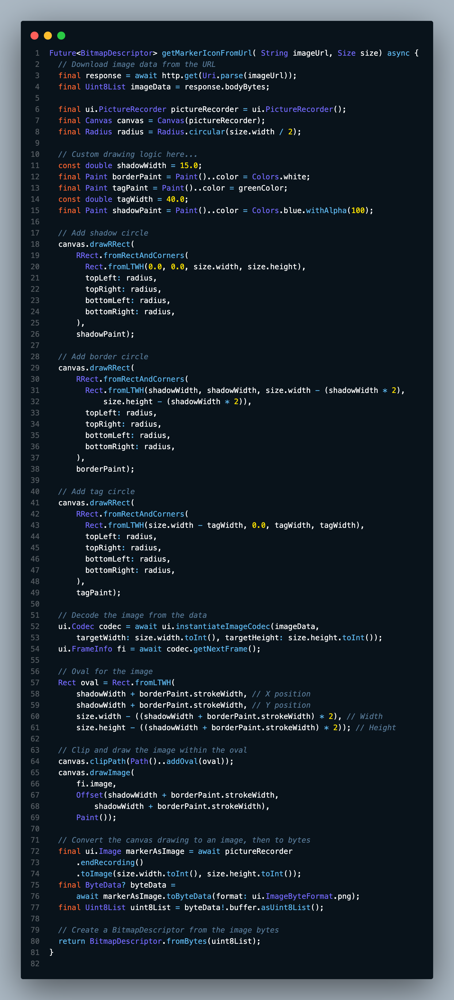 1 Future<BitmapDescriptor> getMarkerIconFromUrl( String imageUrl, Size size) async {
2   // Download image data from the URL
3   final response = await http.get(Uri.parse(imageUrl));
4   final Uint8List imageData = response.bodyBytes;
5
6   final ui.PictureRecorder pictureRecorder = ui.PictureRecorder();
7   final Canvas canvas = Canvas(pictureRecorder);
8   final Radius radius = Radius.circular(size.width / 2);
9
10   // Custom drawing logic here...
11   const double shadowWidth = 15.0;
12   final Paint borderPaint = Paint()..color = Colors.white;
13   final Paint tagPaint = Paint()..color = greenColor;
14   const double tagWidth = 40.0;
15   final Paint shadowPaint = Paint()..color = Colors.blue.withAlpha(100);
16
17   // Add shadow circle
18   canvas.drawRRect(
19       RRect.fromRectAndCorners(
20         Rect.fromLTWH(0.0, 0.0, size.width, size.height),
21         topLeft: radius,
22         topRight: radius,
23         bottomLeft: radius,
24         bottomRight: radius,
25       ),
26       shadowPaint);
27
28   // Add border circle
29   canvas.drawRRect(
30       RRect.fromRectAndCorners(
31         Rect.fromLTWH(shadowWidth, shadowWidth, size.width - (shadowWidth * 2),
32             size.height - (shadowWidth * 2)),
33         topLeft: radius,
34         topRight: radius,
35         bottomLeft: radius,
36         bottomRight: radius,
37       ),
38       borderPaint);
39
40   // Add tag circle
41   canvas.drawRRect(
42       RRect.fromRectAndCorners(
43         Rect.fromLTWH(size.width - tagWidth, 0.0, tagWidth, tagWidth),
44         topLeft: radius,
45         topRight: radius,
46         bottomLeft: radius,
47         bottomRight: radius,
48       ),
49       tagPaint);
50
51   // Decode the image from the data
52   ui.Codec codec = await ui.instantiateImageCodec(imageData,
53       targetWidth: size.width.toInt(), targetHeight: size.height.toInt());
54   ui.FrameInfo fi = await codec.getNextFrame();
55
56   // Oval for the image
57   Rect oval = Rect.fromLTWH(
58       shadowWidth + borderPaint.strokeWidth, // X position
59       shadowWidth + borderPaint.strokeWidth, // Y position
60       size.width - ((shadowWidth + borderPaint.strokeWidth) * 2), // Width
61       size.height - ((shadowWidth + borderPaint.strokeWidth) * 2)); // Height
62
63   // Clip and draw the image within the oval
64   canvas.clipPath(Path()..addOval(oval));
65   canvas.drawImage(
66       fi.image,
67       Offset(shadowWidth + borderPaint.strokeWidth,
68           shadowWidth + borderPaint.strokeWidth),
69       Paint());
70
71   // Convert the canvas drawing to an image, then to bytes
72   final ui.Image markerAsImage = await pictureRecorder
73       .endRecording()
74       .toImage(size.width.toInt(), size.height.toInt());
75   final ByteData? byteData =
76       await markerAsImage.toByteData(format: ui.ImageByteFormat.png);
77   final Uint8List uint8List = byteData!.buffer.asUint8List();
78
79   // Create a BitmapDescriptor from the image bytes
80   return BitmapDescriptor.fromBytes(uint8List);
81 }
82